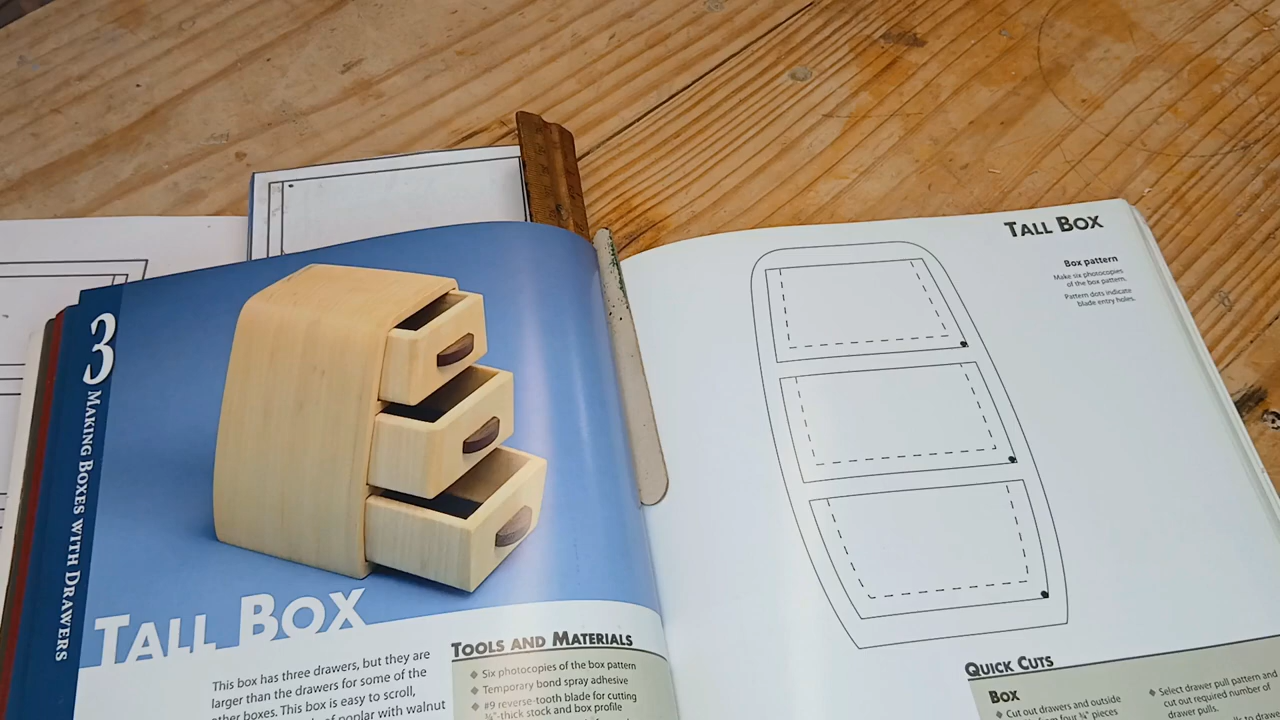 3
MAKING BOXES WITH DRAWERS
TALL BOX
This box has three drawers, but they are
larger than the drawers for some of the
other boxes. This box is easy to scroll,
of poplar with walnut
TOOLS AND MATERIALS
Six photocopies of the box pattern
Temporary bond spray adhesive
#9 reverse-tooth blade for cutting
-thick stock and box profile
TALL BOX
Box pattern
Make six photocopies
of the box pattern.
Pattern dots indicate
blade entry holes.
QUICK CUTS
BOX
Cut out drawers and outside
from four ¾" pieces
Select drawer pull pattern and
cut out required number of
drawer pulls.